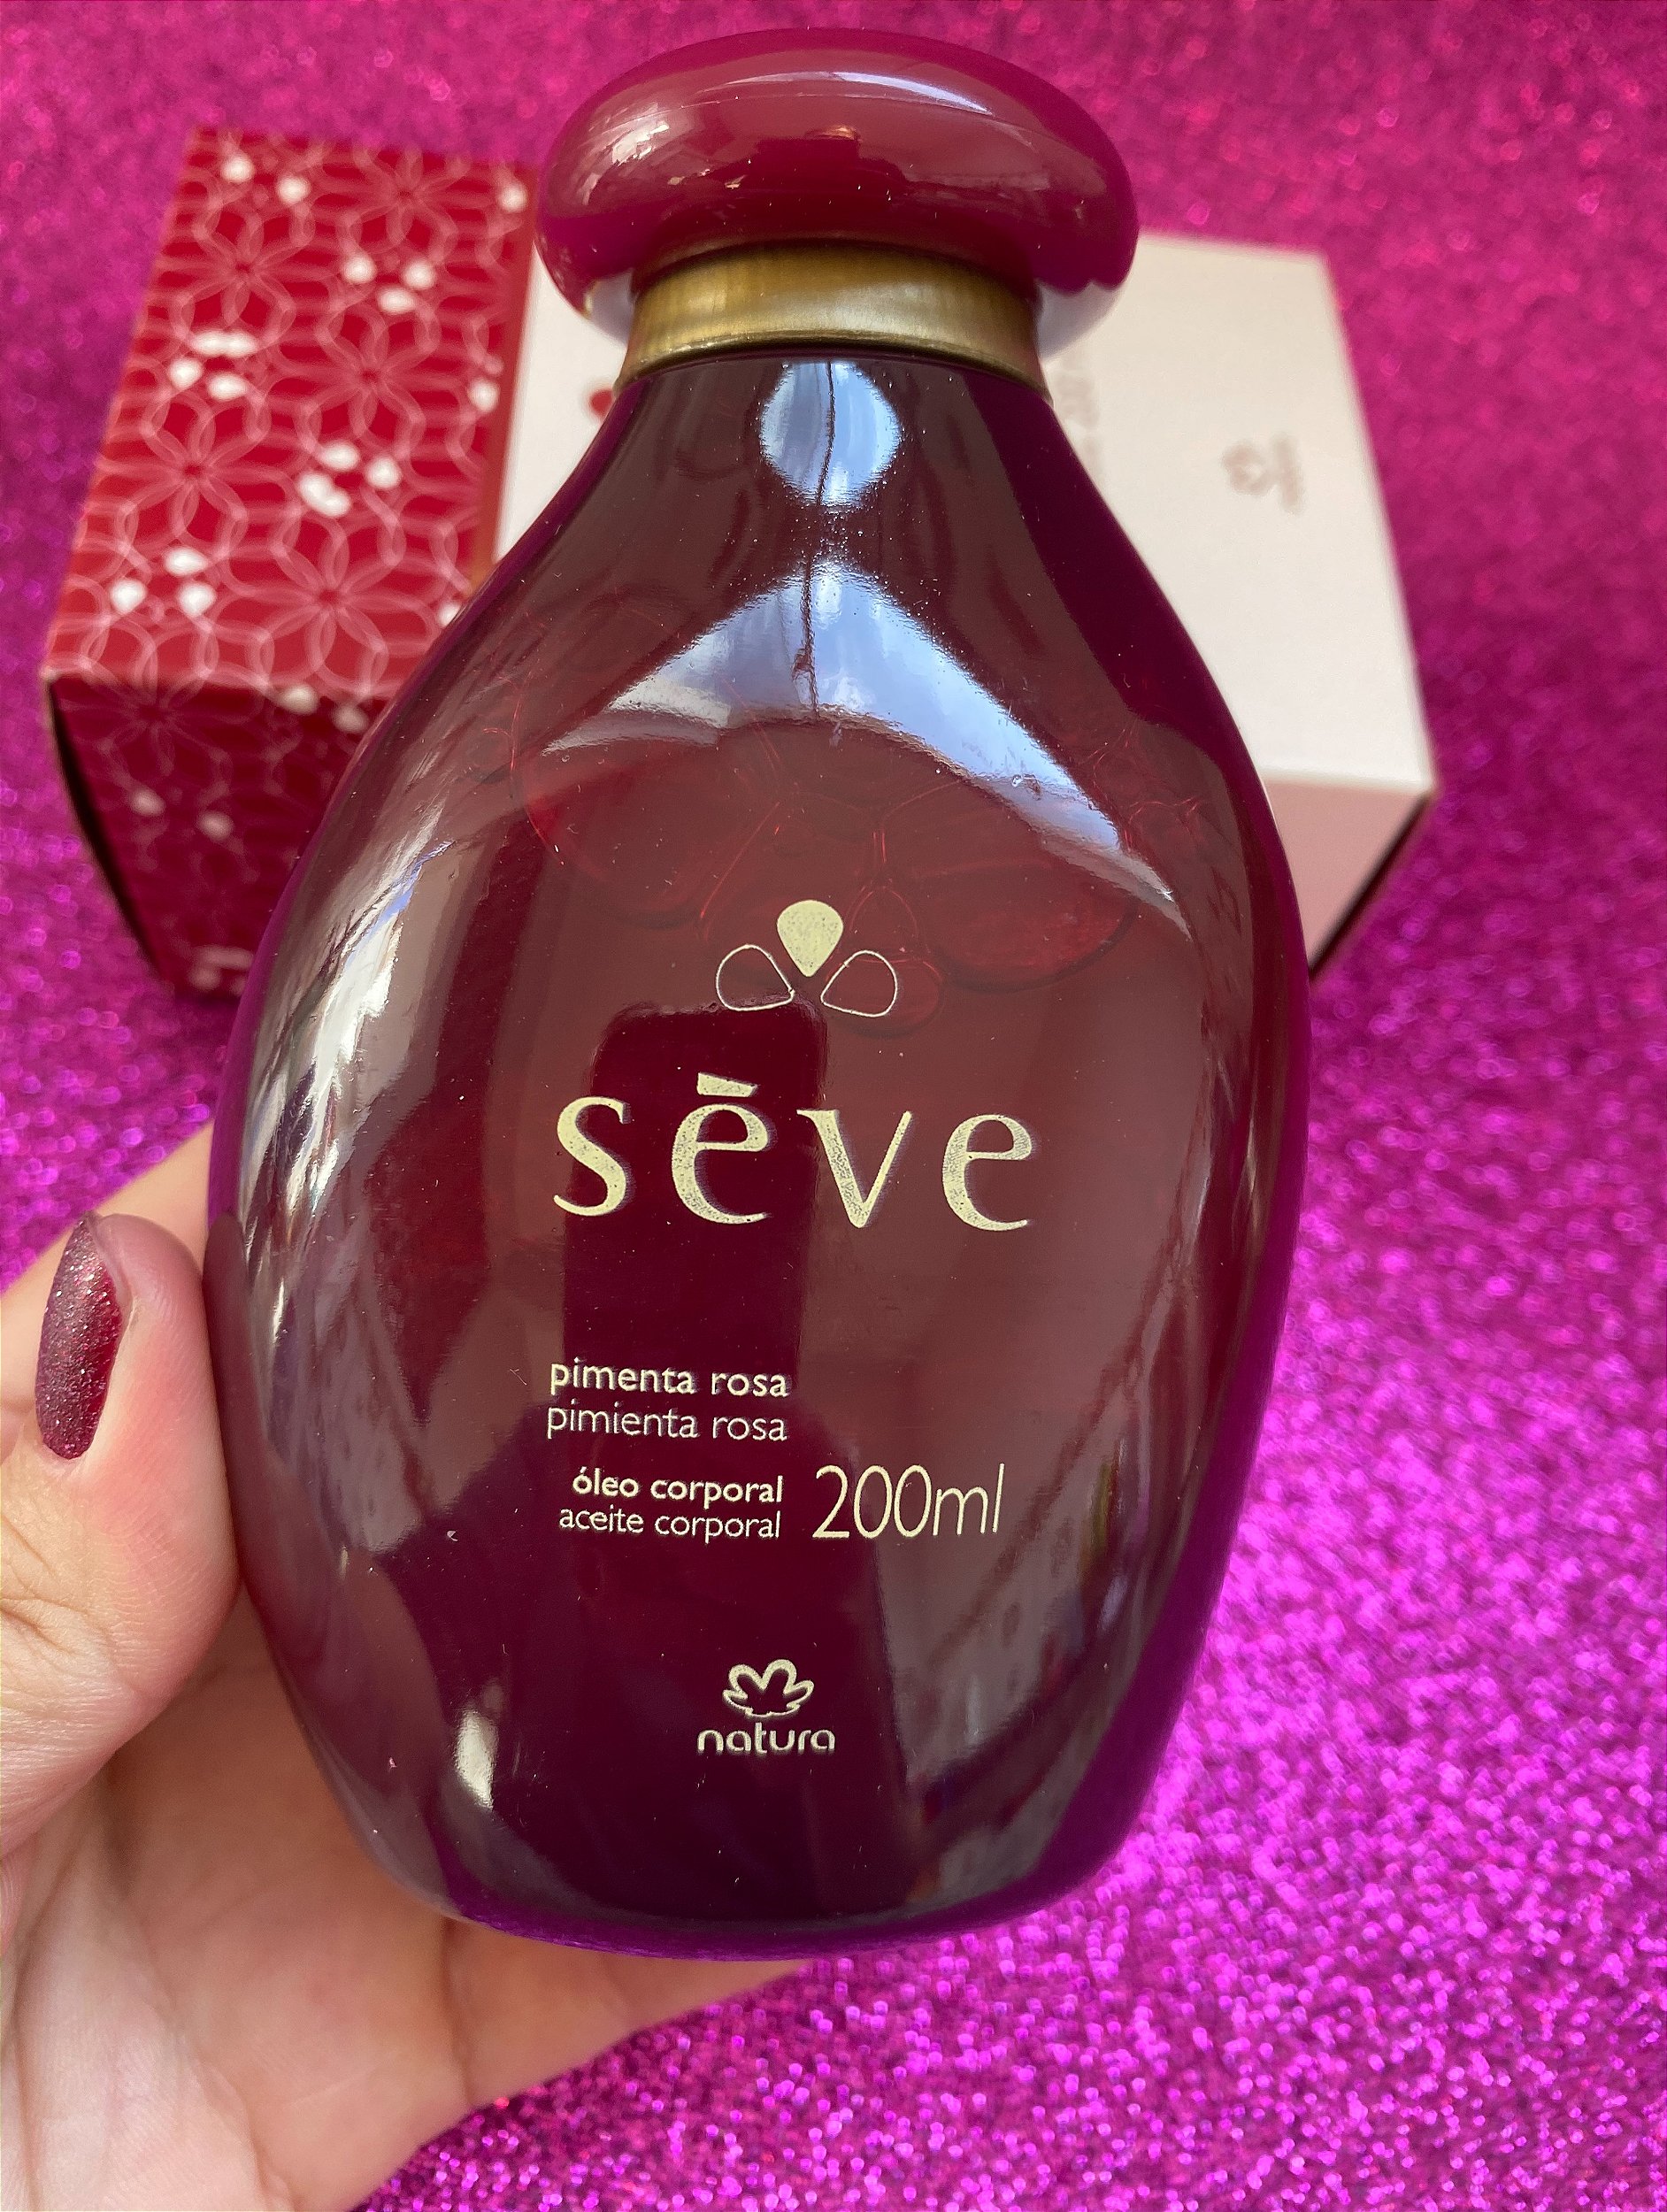 sēve
pimenta rosa
pimienta rosa
óleo corporal 200ml
aceite corporal
natura